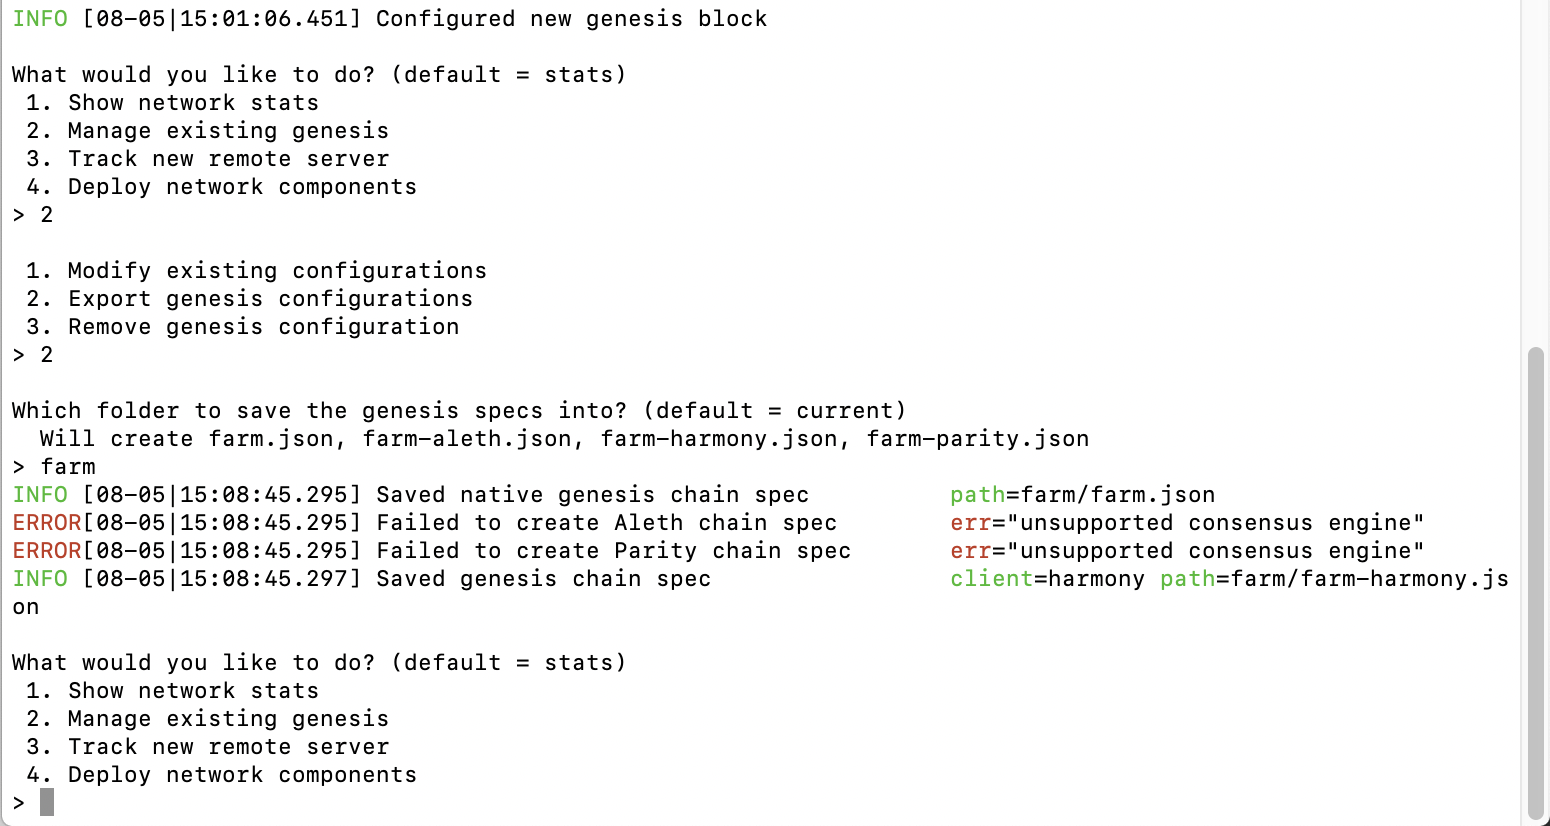 INFO [08-05|15:01:06.451] Configured new genesis block
What would you like to do? (default = stats)
1. Show network stats
2. Manage existing genesis
3. Track new remote server
4. Deploy network components
> 2
1. Modify existing configurations
2. Export genesis configurations
3. Remove genesis configuration
> 2
Which folder to save the genesis specs into? (default = current)
Will create farm.json, farm-aleth.json, farm-harmony.json, farm-parity.json
> farm
INFO [08-05|15:08:45.295] Saved native genesis chain spec path=farm/farm.json
ERROR[08-05|15:08:45.295] Failed to create Aleth chain spec err="unsupported consensus engine"
ERROR[08-05|15:08:45.295] Failed to create Parity chain spec err="unsupported consensus engine"
INFO [08-05|15:08:45.297] Saved genesis chain spec client=harmony path=farm/farm-harmony.js
on
What would you like to do? (default = stats)
1. Show network stats
2. Manage existing genesis
3. Track new remote server
4. Deploy network components
>